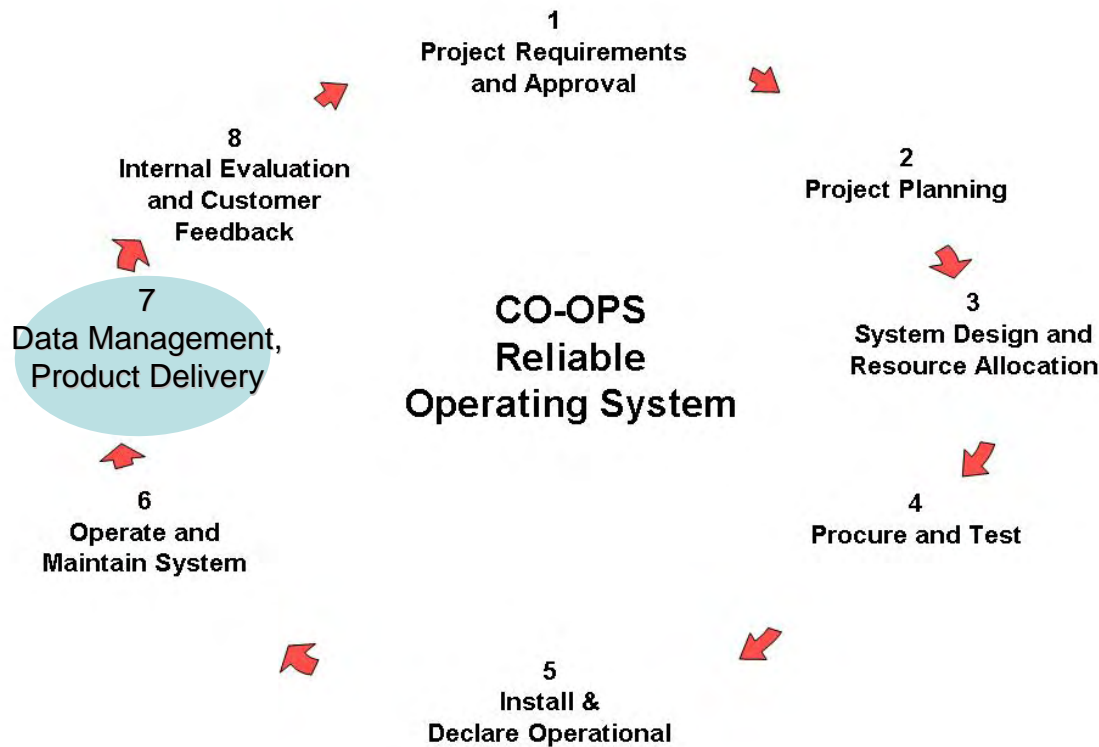 1
Project Requirements
and Approval
2
Project Planning
3
System Design and
Resource Allocation
4
Procure and Test
5
Install &
Declare Operational
6
Operate and
Maintain System
7
Data Management,
Product Delivery
8
Internal Evaluation
and Customer
Feedback
CO-OPS
Reliable
Operating System